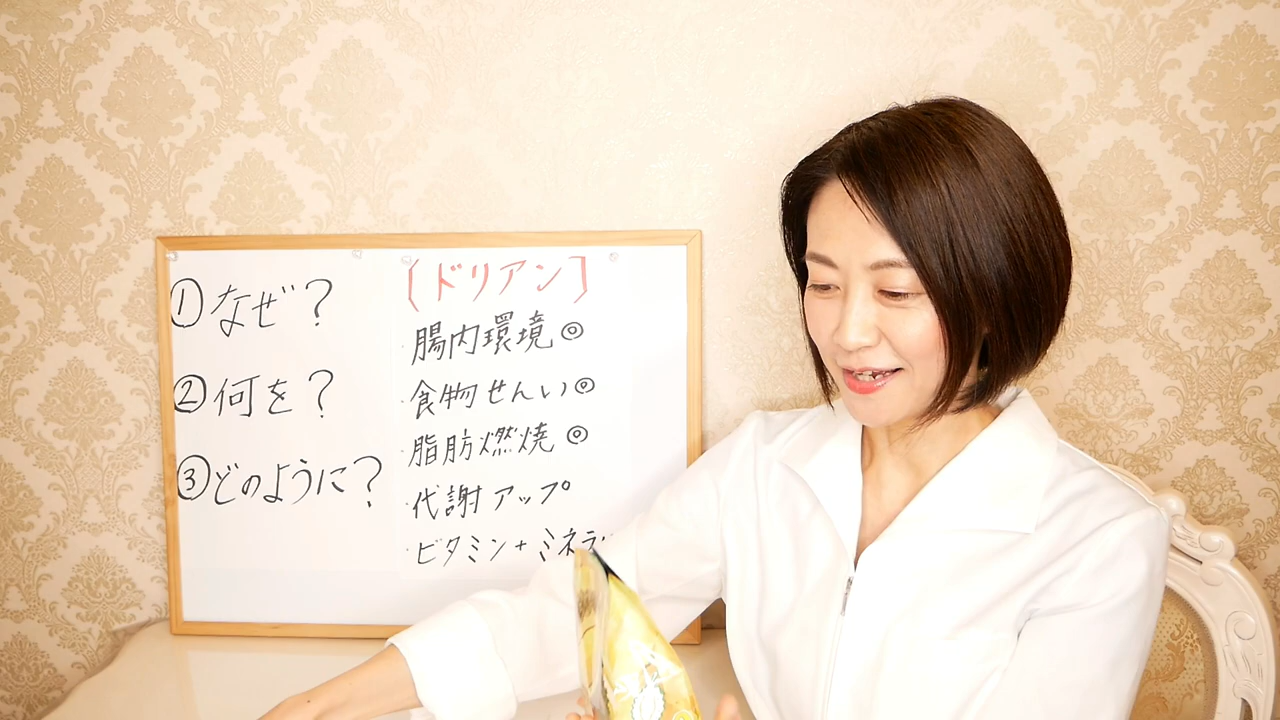 ①なぜ?
②何を?
③どのように?
[ドリアン]
・腸内環境◎
・食物せんい◎
・脂肪燃焼◎
・代謝アップ
・ビタミン+ミネラ